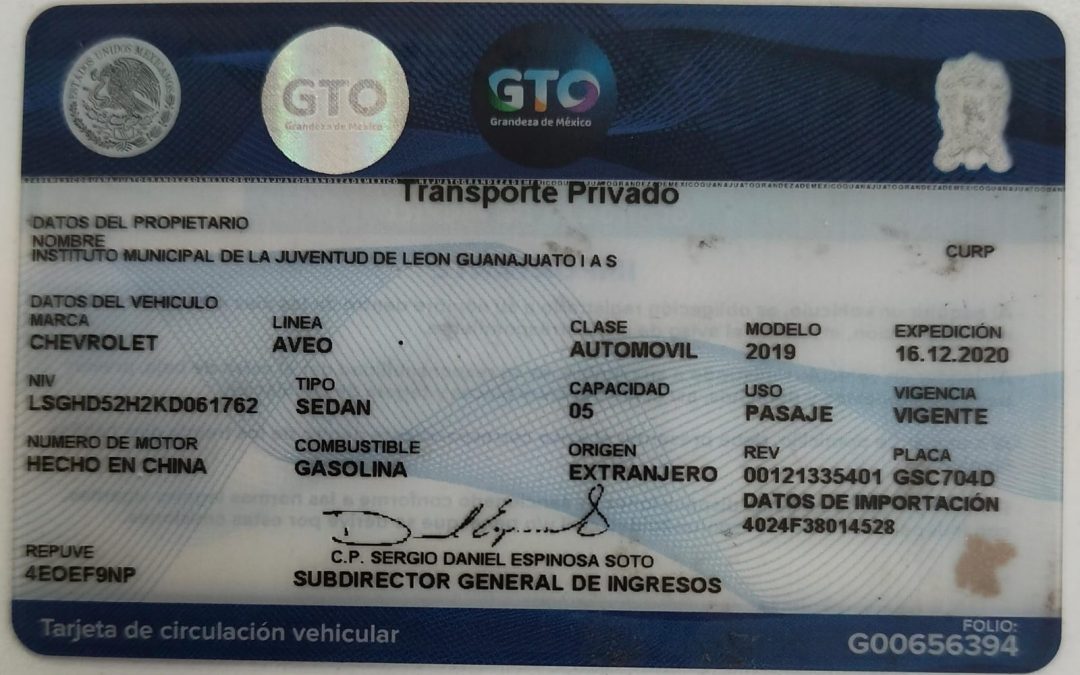 ESTADOS UNIDOS MEXICANOS
GTO
Grandeza de México
GTO
Grandeza de México
Transporte Privado
DATOS DEL PROPIETARIO
NOMBRE
INSTITUTO MUNICIPAL DE LA JUVENTUD DE LEON GUANAJUATO I A S
CURP
DATOS DEL VEHICULO
MARCA LINEA CLASE MODELO EXPEDICIÓN
CHEVROLET AVEO AUTOMOVIL 2019 16.12.2020
NIV TIPO CAPACIDAD USO VIGENCIA
LSGHD52H2KD061762 SEDAN 05 PASAJE VIGENTE
NUMERO DE MOTOR COMBUSTIBLE ORIGEN REV PLACA
HECHO EN CHINA GASOLINA EXTRANJERO 00121335401 GSC704D
DATOS DE IMPORTACIÓN
4024F38014528
C.P. SERGIO DANIEL ESPINOSA SOTO
SUBDIRECTOR GENERAL DE INGRESOS
REPUVE
4EOEF9NP
Tarjeta de circulación vehicular
FOLIO:
G00656394